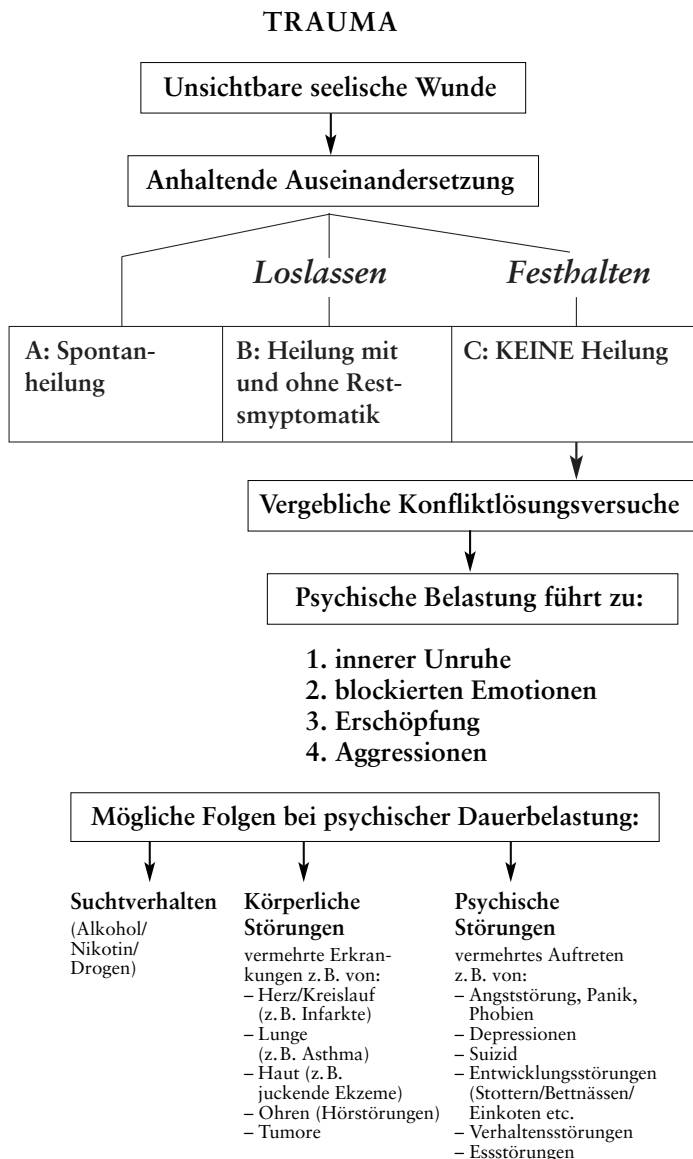 TRAUMA
Unsichtbare seelische Wunde
Anhaltende Auseinandersetzung
Loslassen
Festhalten
A: Spontan-
heilung
B: Heilung mit
und ohne Rest-
smyptomatik
C: KEINE Heilung
Vergebliche Konfliktlösungsversuche
Psychische Belastung führt zu:
1. innerer Unruhe
2. blockierten Emotionen
3. Erschöpfung
4. Aggressionen
Mögliche Folgen bei psychischer Dauerbelastung:
Suchtverhalten
(Alkohol/
Nikotin/
Drogen)
Körperliche
Störungen
vermehrte Erkran-
kungen z.B. von:
– Herz/Kreislauf
(z.B. Infarkte)
– Lunge
(z.B. Asthma)
– Haut (z.B.
juckende Ekzeme)
– Ohren (Hörstörungen)
– Tumore
Psychische
Störungen
vermehrtes Auftreten
z.B. von:
– Angststörung, Panik,
Phobien
– Depressionen
– Suizid
– Entwicklungsstörungen
(Stottern/Bettnässen/
Einkoten etc.
– Verhaltensstörungen
– Essstörungen